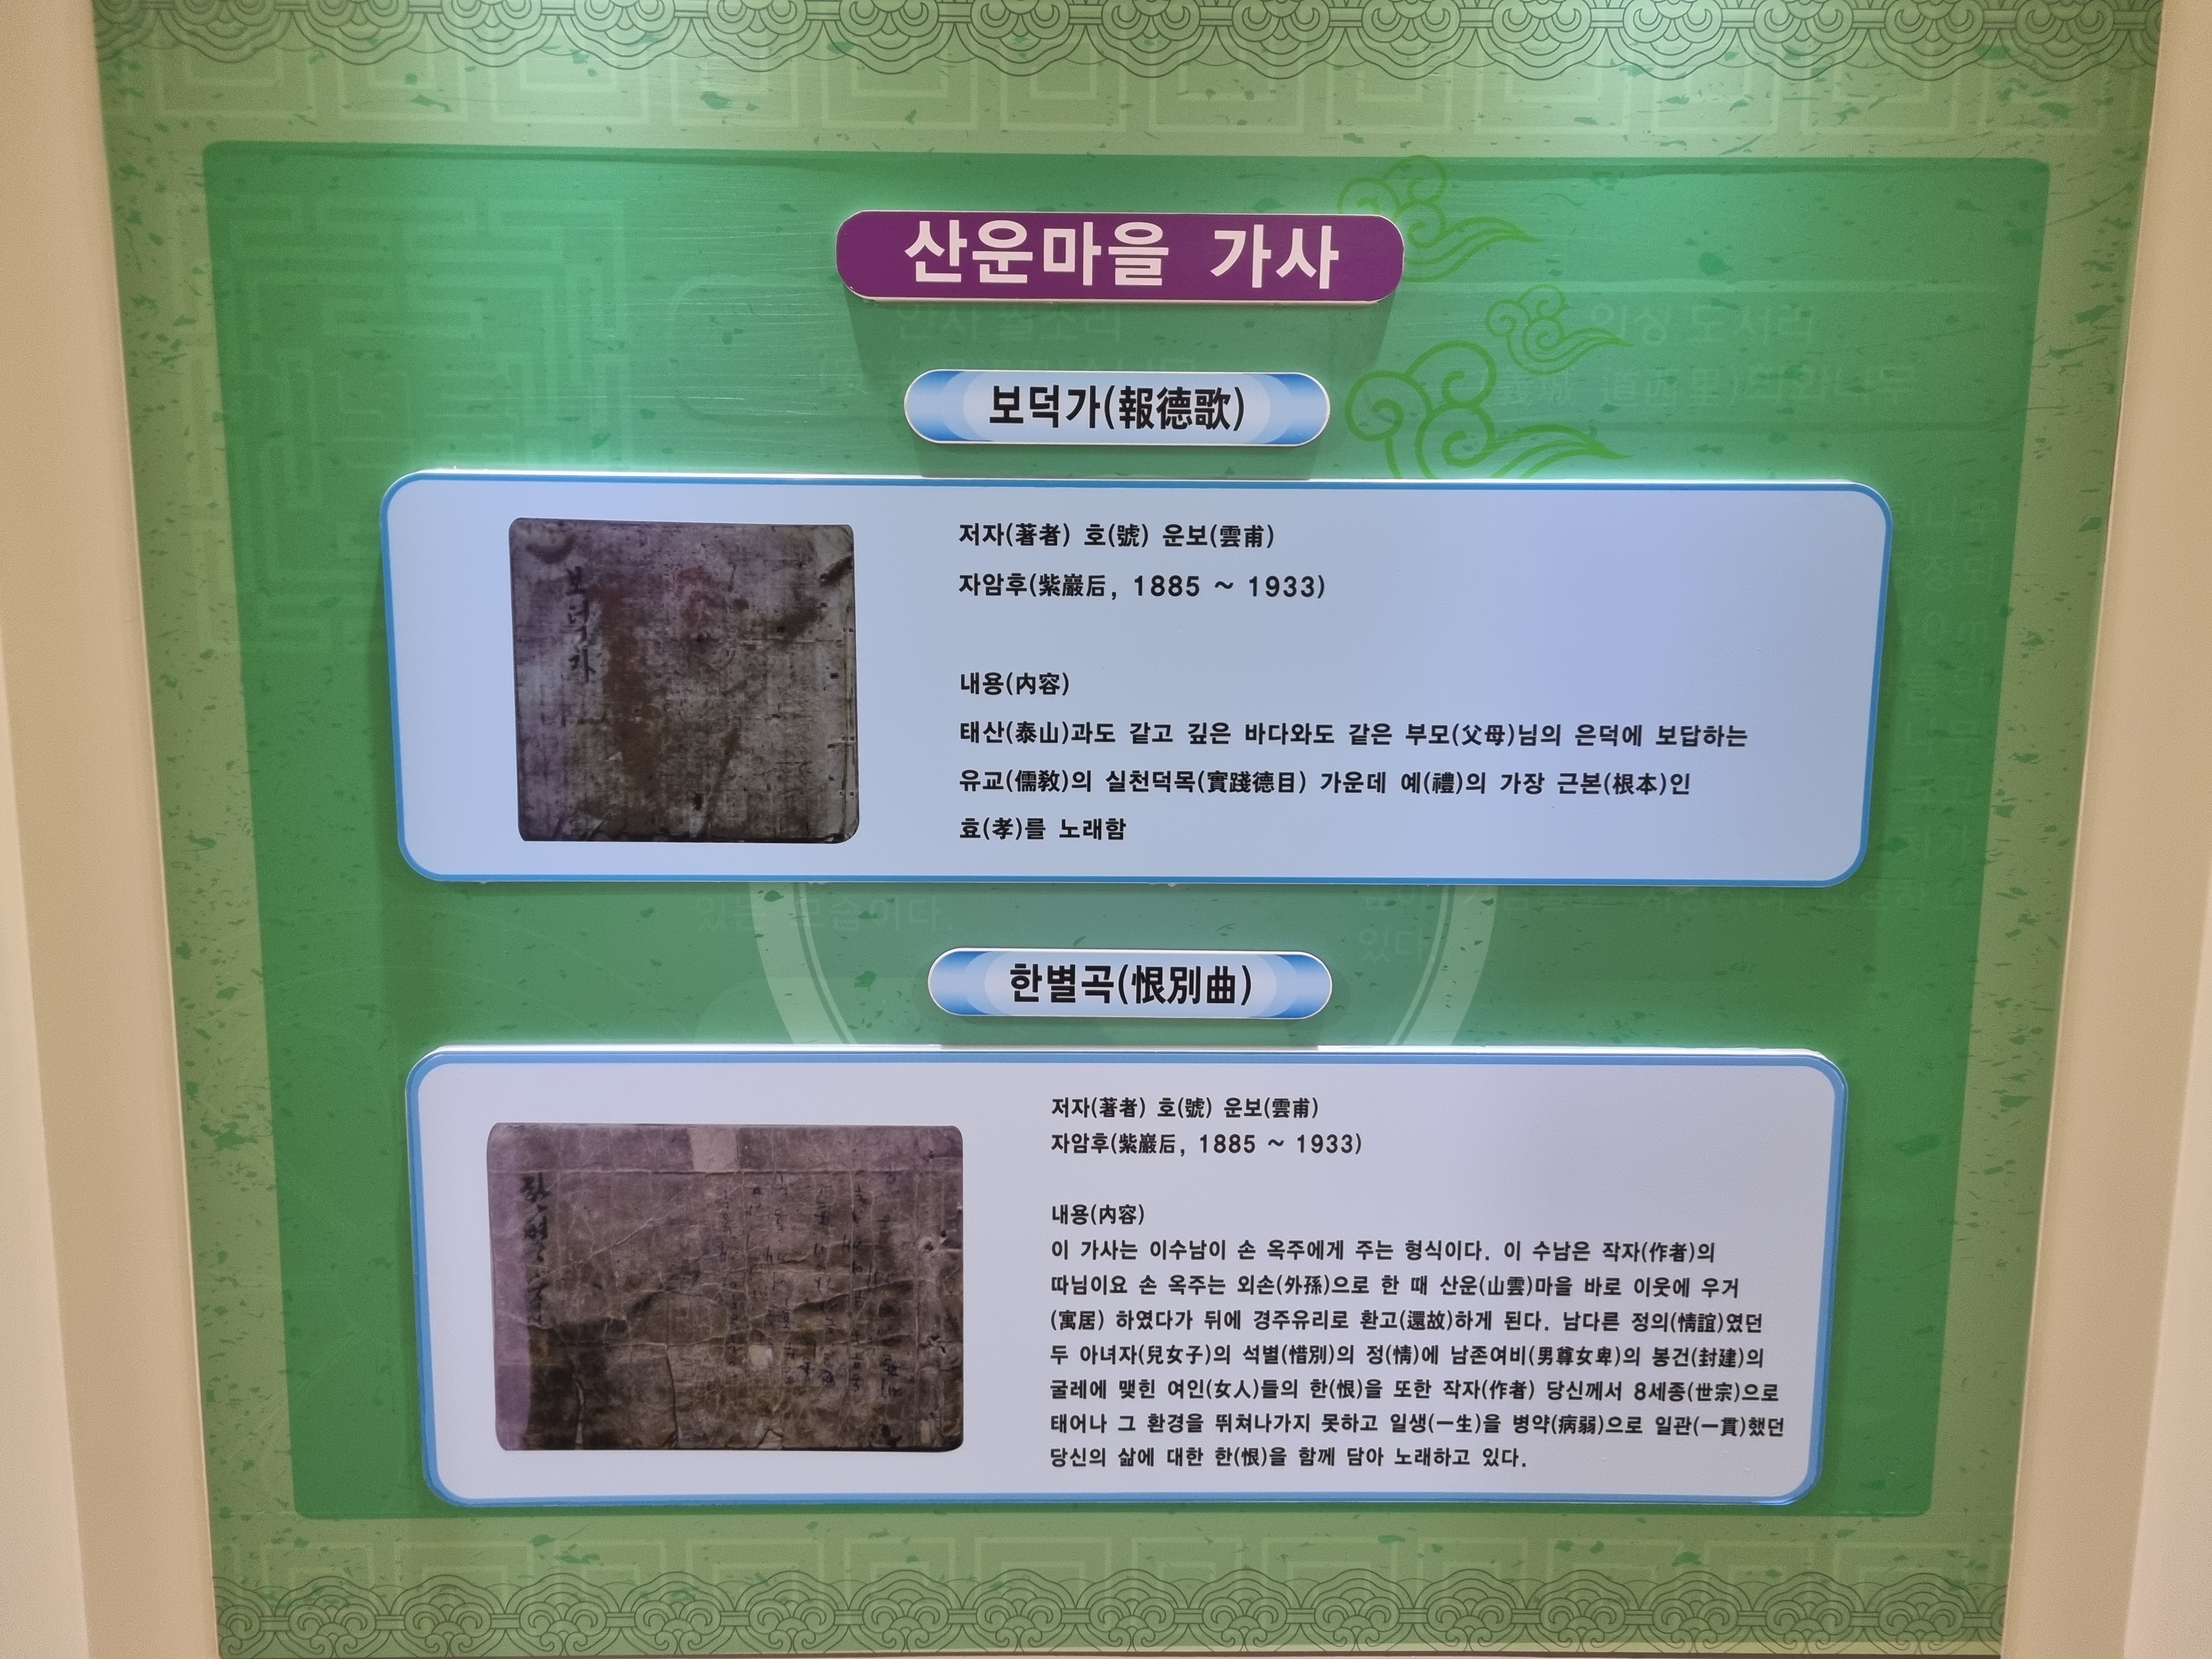 산운마을 가사
보덕가(報德歌)
보덕가
저자(著者) 호(號) 운보(雲甫)
자암후(紫巖后, 1885 ~ 1933)
내용(内容)
태산(泰山)과도 같고 깊은 바다와도 같은 부모(父母)님의 은덕에 보답하는
유교(儒敎)의 실천덕목(實踐德目) 가운데 예(禮)의 가장 근본(根本)인
효(孝)를 노래함
한별곡(恨別曲)
저자(著者) 호(號) 운보(雲甫)
자암후(紫巖后, 1885 ~ 1933)
내용(内容)
이 가사는 이수남이 손 옥주에게 주는 형식이다. 이 수남은 작자(作者)의
따님이요 손 옥주는 외손(外孫)으로 한 때 산운(山雲)마을 바로 이웃에 우거
(寓居) 하였다가 뒤에 경주유리로 환고(還故)하게 된다. 남다른 정의(情誼)였던
두 아녀자(兒女子)의 석별(惜別)의 정(情)에 남존여비(男尊女卑)의 봉건(封建)의
굴레에 맺힌 여인(女人)들의 한(恨)을 또한 작자(作者) 당신께서 8세종(世宗)으로
태어나 그 환경을 뛰쳐나가지 못하고 일생(一生)을 병약(病弱)으로 일관(一貫)했던
당신의 삶에 대한 한(恨)을 함께 담아 노래하고 있다.